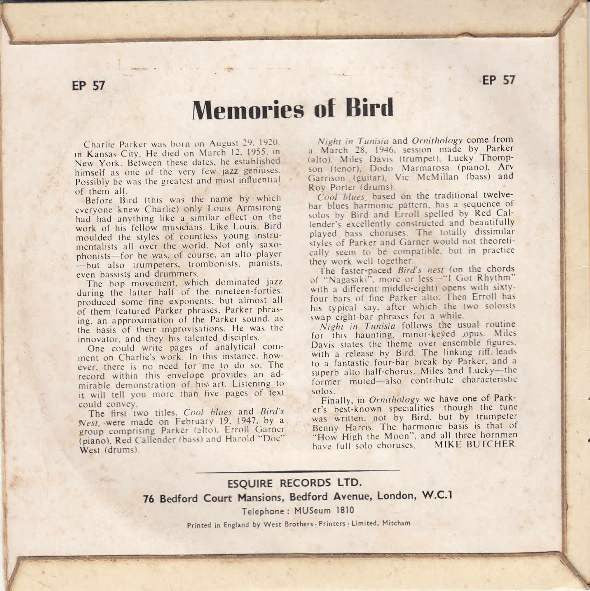 EP 57
EP 57
Memories of Bird
Charlie Parker was born on August 29, 1920,
in Kansas City. He died on March 12, 1955, in
New York. Between these dates, he established
himself as one of the very few jazz geniuses.
Possibly he was the greatest and most influential
of them all.
Before Bird (this was the name by which
everyone knew Charlie) only Louis Armstrong
had had anything like a similar effect on the
work of his fellow musicians. Like Louis, Bird
moulded the styles of countless young instru-
mentalists all over the world. Not only saxo-
phonists—for he was, of course, an alto player
—but also trumpeters, trombonists, pianists,
even bassists and drummers.
The bop movement, which dominated jazz
during the latter half of the nineteen-forties,
produced some fine exponents, but almost all
of them featured Parker phrases, Parker phras-
ing, an approximation of the Parker sound, as
the basis of their improvisations. He was the
innovator, and they his talented disciples.
One could write pages of analytical com-
ment on Charlie's work. In this instance, how-
ever, there is no need for me to do so. The
record within this envelope provides an ad-
mirable demonstration of his art. Listening to
it will tell you more than five pages of text
could convey.
The first two titles, Cool blues and Bird's
Nest, were made on February 19, 1947, by a
group comprising Parker (alto), Erroll Garner
(piano), Red Callender (bass) and Harold "Doc"
West (drums).
Night in Tunisia and Ornithology come from
a March 28, 1946, session made by Parker
(alto), Miles Davis (trumpet), Lucky Thomp-
son (tenor), Dodo Marmarosa (piano), Arv
Garrison (guitar), Vic McMillan (bass) and
Roy Porter (drums).
Cool blues, based on the traditional twelve-
bar blues harmonic pattern, has a sequence of
solos by Bird and Erroll spelled by Red Cal-
lender's excellently constructed and beautifully
played bass choruses. The totally dissimilar
styles of Parker and Garner would not theoreti-
cally seem to be compatible, but in practice
they work well together.
The faster-paced Bird's nest (on the chords
of "Nagasaki", more or less—"I Got Rhythm"
with a different middle-eight) opens with sixty-
four bars of fine Parker alto. Then Erroll has
his typical say, after which the two soloists
swap eight-bar phrases for a while.
Night in Tunisia follows the usual routine
for this haunting, minor-keyed opus. Miles
Davis states the theme over ensemble figures,
with a release by Bird. The linking riff leads
to a fantastic four-bar break by Parker, and a
superb alto half-chorus. Miles and Lucky—the
former muted—also contribute characteristic
solos.
Finally, in Ornithology we have one of Park-
er's best-known specialities though the tune
was written, not by Bird, but by trumpeter
Benny Harris. The harmonic basis is that of
"How High the Moon", and all three hornmen
have full solo choruses. MIKE BUTCHER
ESQUIRE RECORDS LTD.
76 Bedford Court Mansions, Bedford Avenue, London, W.C.1
Telephone: MUSeum 1810
Printed in England by West Brothers · Printers · Limited, Mitcham